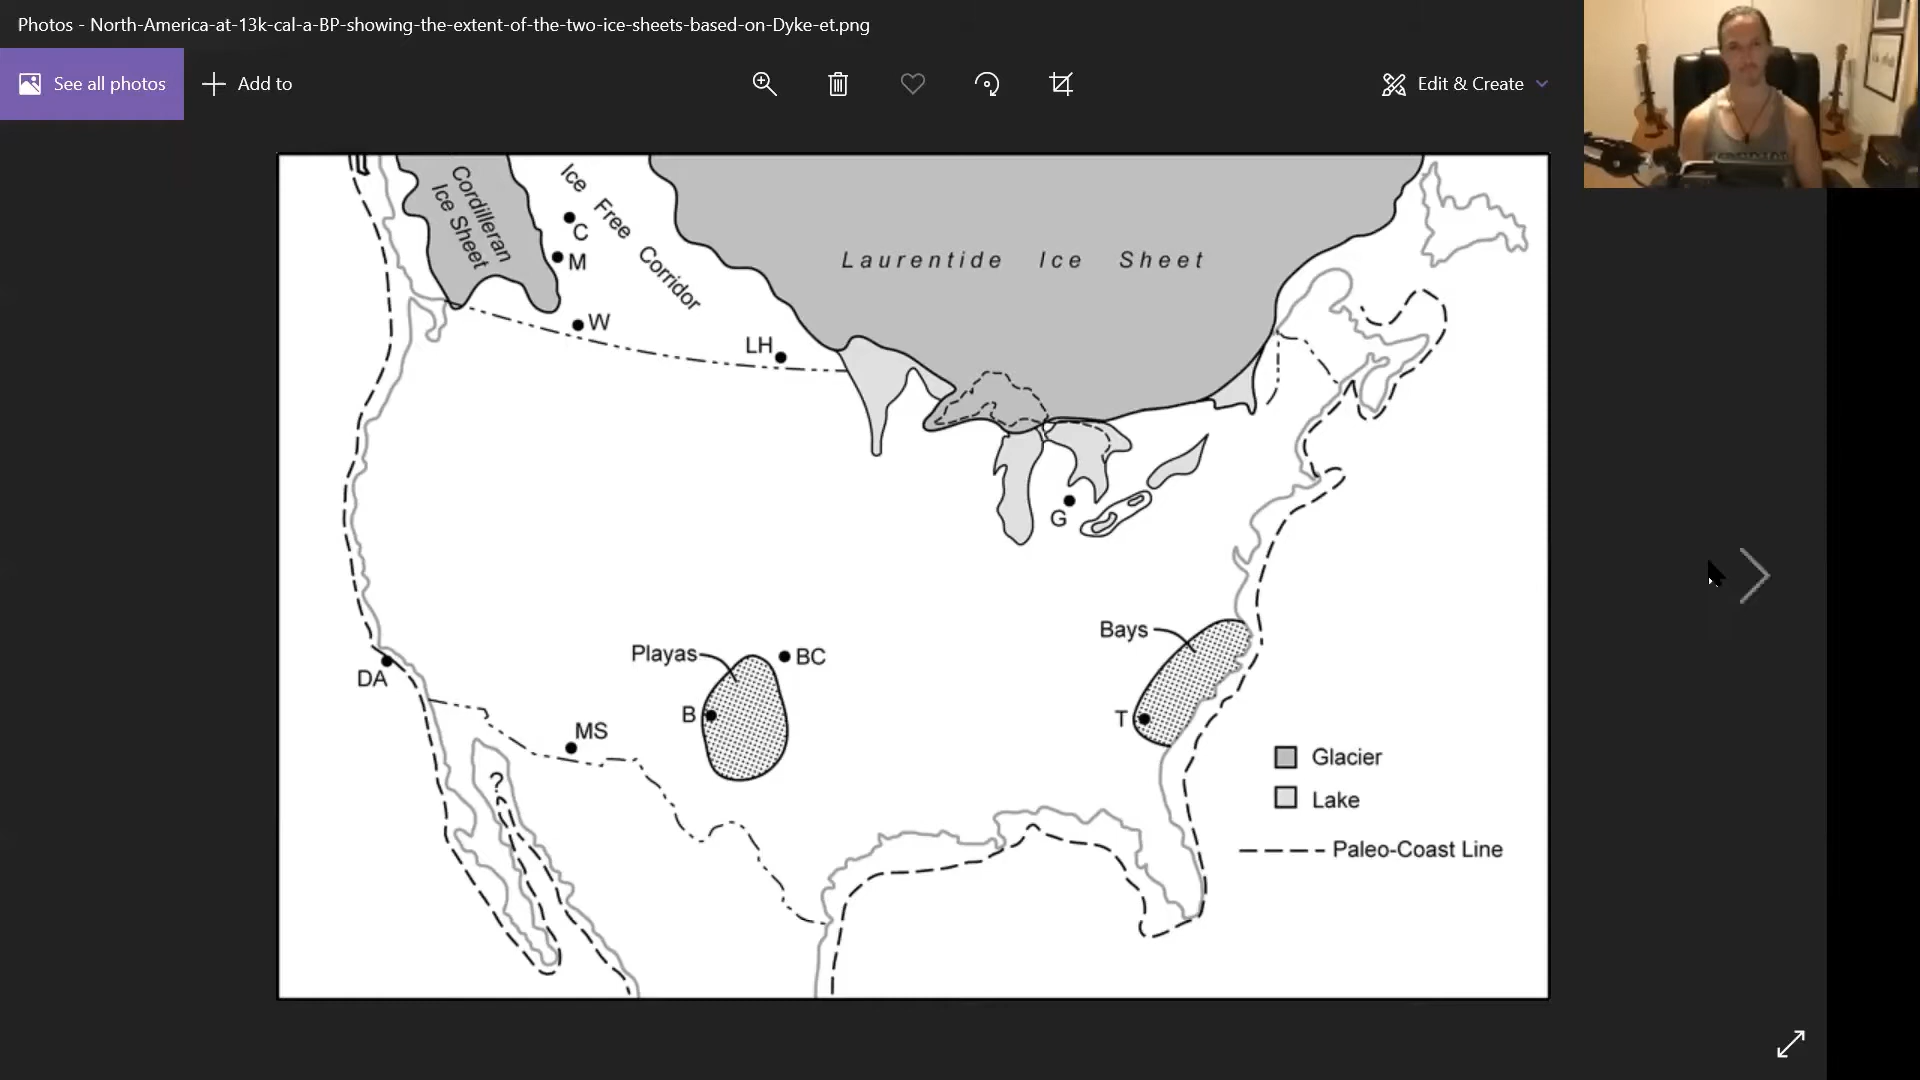 Photos - North-America-at-13k-cal-a-BP-showing-the-extent-of-the-two-ice-sheets-based-on-Dyke-et.png
See all photos
Add to
Edit & Create
Cordilleran
Ice Sheet
Ice Free Corridor
C
M
W
LH
Laurentide Ice Sheet
G
Playas
BC
B
Bays
T
DA
MS
?
Glacier
Lake
Paleo-Coast Line